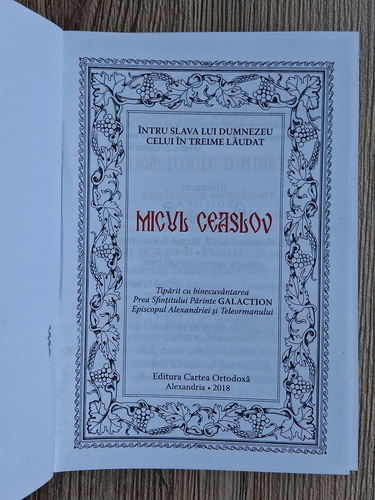 ÎNTRU SLAVA LUI DUMNEZEU
CELUI ÎN TREIME LĂUDAT
MICUL CEASLOV
Tipărit cu binecuvântarea
Prea Sfințitului Părinte GALACTION
Episcopul Alexandriei și Teleormanului
Editura Cartea Ortodoxă
Alexandria • 2018